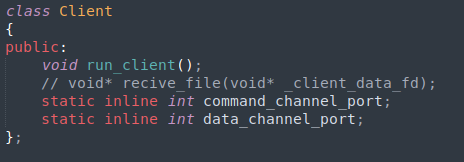 class Client
{
public:
    void run_client();
    // void* recive_file(void* _client_data_fd);
    static inline int command_channel_port;
    static inline int data_channel_port;
};